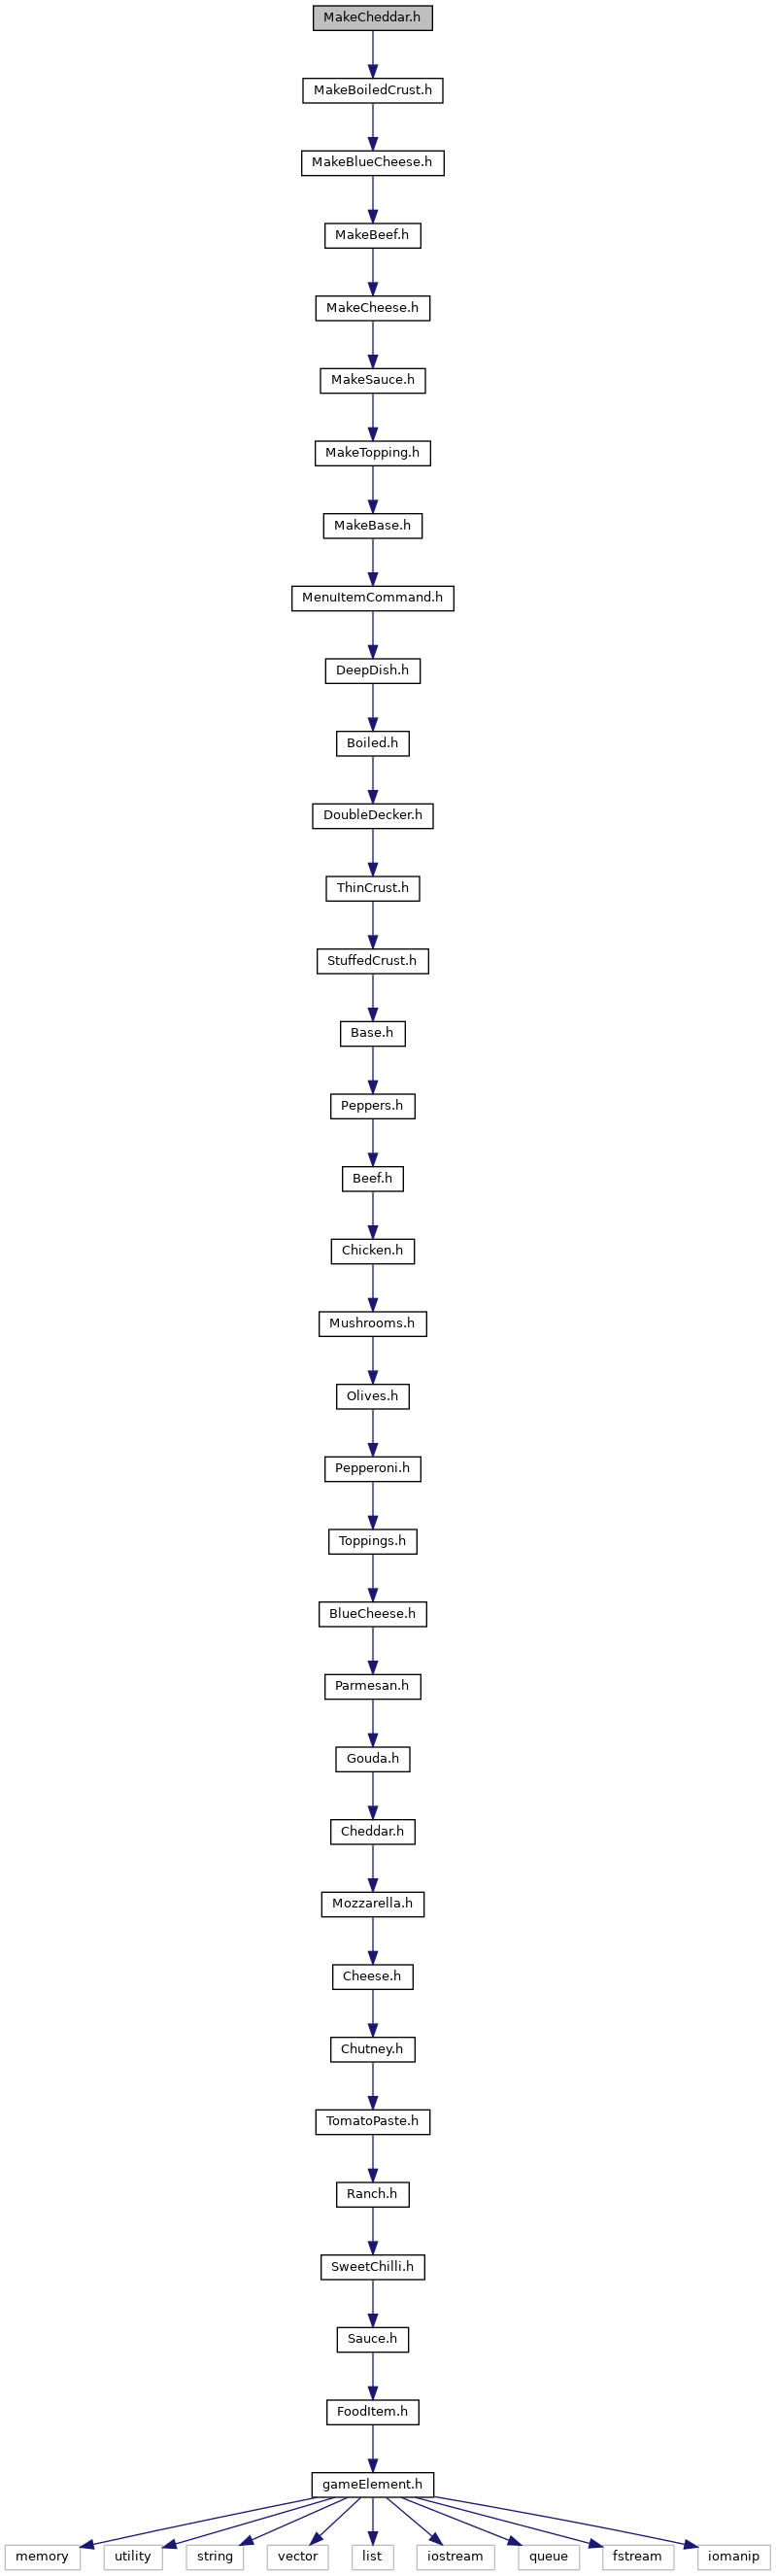 MakeCheddar.h
MakeBoiledCrust.h
MakeBlueCheese.h
MakeBeef.h
MakeCheese.h
MakeSauce.h
MakeTopping.h
MakeBase.h
MenuItemCommand.h
DeepDish.h
Boiled.h
DoubleDecker.h
ThinCrust.h
StuffedCrust.h
Base.h
Peppers.h
Beef.h
Chicken.h
Mushrooms.h
Olives.h
Pepperoni.h
Toppings.h
BlueCheese.h
Parmesan.h
Gouda.h
Cheddar.h
Mozzarella.h
Cheese.h
Chutney.h
TomatoPaste.h
Ranch.h
SweetChilli.h
Sauce.h
FoodItem.h
gameElement.h
memory utility string vector list iostream queue fstream iomanip